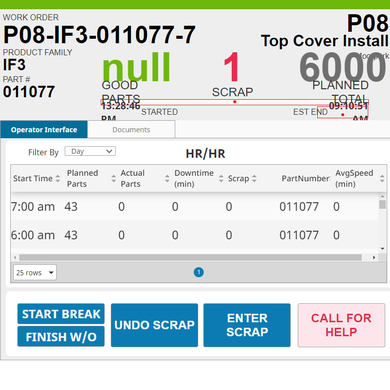 WORK ORDER
P08-IF3-011077-7
P08
Top Cover Install
PRODUCT FAMILY
IF3
PART #
011077
null
GOOD PARTS
1
SCRAP
6000
PLANNED TOTAL
13:28:46 PM
STARTED
EST END
09:10:51 AM
Operator Interface
Documents
Filter By
Day
HR/HR
Start Time
Planned Parts
Actual Parts
Downtime (min)
Scrap
PartNumber
AvgSpeed (min)
7:00 am 43 0 0 0 011077 0
6:00 am 43 0 0 0 011077 0
25 rows
1
START BREAK
FINISH W/O
UNDO SCRAP
ENTER SCRAP
CALL FOR HELP